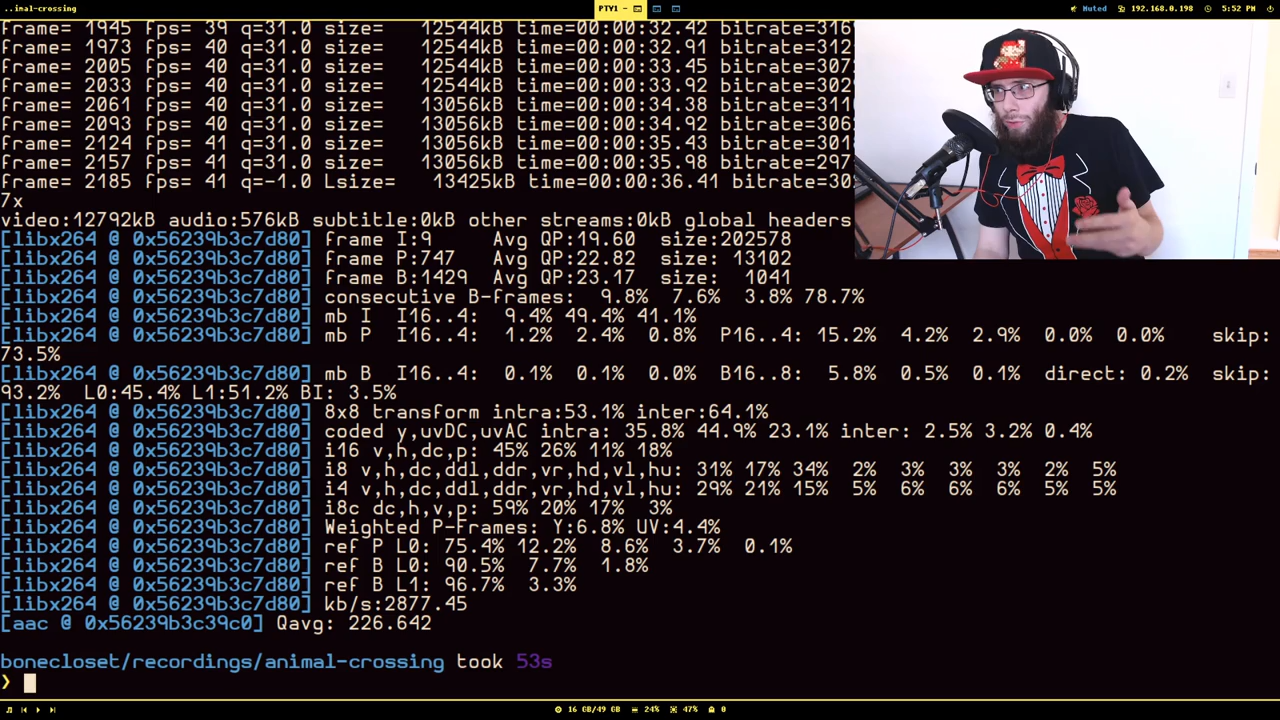 ..imal-crossing
PTY1 -
Muted 192.168.0.198 5:52 PM
frame= 1945 fps= 39 q=31.0 size= 12544kB time=00:00:32.42 bitrate=316
frame= 1973 fps= 40 q=31.0 size= 12544kB time=00:00:32.91 bitrate=312
frame= 2005 fps= 40 q=31.0 size= 12544kB time=00:00:33.45 bitrate=307
frame= 2033 fps= 40 q=31.0 size= 12544kB time=00:00:33.92 bitrate=302
frame= 2061 fps= 40 q=31.0 size= 13056kB time=00:00:34.38 bitrate=311
frame= 2093 fps= 40 q=31.0 size= 13056kB time=00:00:34.92 bitrate=306
frame= 2124 fps= 41 q=31.0 size= 13056kB time=00:00:35.43 bitrate=301
frame= 2157 fps= 41 q=31.0 size= 13056kB time=00:00:35.98 bitrate=297
frame= 2185 fps= 41 q=-1.0 Lsize= 13425kB time=00:00:36.41 bitrate=30
7x
video:12792kB audio:576kB subtitle:0kB other streams:0kB global headers
[libx264 @ 0x56239b3c7d80] frame I:9 Avg QP:19.60 size:202578
[libx264 @ 0x56239b3c7d80] frame P:747 Avg QP:22.82 size: 13102
[libx264 @ 0x56239b3c7d80] frame B:1429 Avg QP:23.17 size: 1041
[libx264 @ 0x56239b3c7d80] consecutive B-frames: 9.8% 7.6% 3.8% 78.7%
[libx264 @ 0x56239b3c7d80] mb I I16..4: 9.4% 49.4% 41.1%
[libx264 @ 0x56239b3c7d80] mb P I16..4: 1.2% 2.4% 0.8% P16..4: 15.2% 4.2% 2.9% 0.0% 0.0% skip:
73.5%
[libx264 @ 0x56239b3c7d80] mb B I16..4: 0.1% 0.1% 0.0% B16..8: 5.8% 0.5% 0.1% direct: 0.2% skip:
93.2% L0:45.4% L1:51.2% BI: 3.5%
[libx264 @ 0x56239b3c7d80] 8x8 transform intra:53.1% inter:64.1%
[libx264 @ 0x56239b3c7d80] coded y,uvDC,uvAC intra: 35.8% 44.9% 23.1% inter: 2.5% 3.2% 0.4%
[libx264 @ 0x56239b3c7d80] i16 v,h,dc,p: 45% 26% 11% 18%
[libx264 @ 0x56239b3c7d80] i8 v,h,dc,ddl,ddr,vr,hd,vl,hu: 31% 17% 34% 2% 3% 3% 3% 2% 5%
[libx264 @ 0x56239b3c7d80] i4 v,h,dc,ddl,ddr,vr,hd,vl,hu: 29% 21% 15% 5% 6% 6% 6% 5% 5%
[libx264 @ 0x56239b3c7d80] i8c dc,h,v,p: 59% 20% 17% 3%
[libx264 @ 0x56239b3c7d80] Weighted P-Frames: Y:6.8% UV:4.4%
[libx264 @ 0x56239b3c7d80] ref P L0: 75.4% 12.2% 8.6% 3.7% 0.1%
[libx264 @ 0x56239b3c7d80] ref B L0: 90.5% 7.7% 1.8%
[libx264 @ 0x56239b3c7d80] ref B L1: 96.7% 3.3%
[libx264 @ 0x56239b3c7d80] kb/s:2877.45
[aac @ 0x56239b3c39c0] Qavg: 226.642
bonecloset/recordings/animal-crossing took 53s
❯
16 GB/49 GB 24% 47% 0